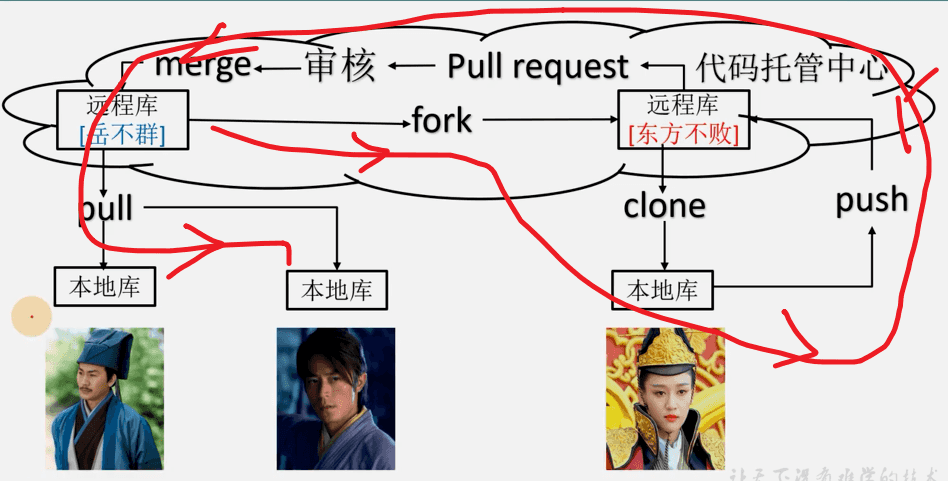 merge 审核 Pull request 代码托管中心
远程库 远程库
[岳不群] fork [东方不败]
pull clone push
本地库 本地库 本地库
让天下没有难学的技术